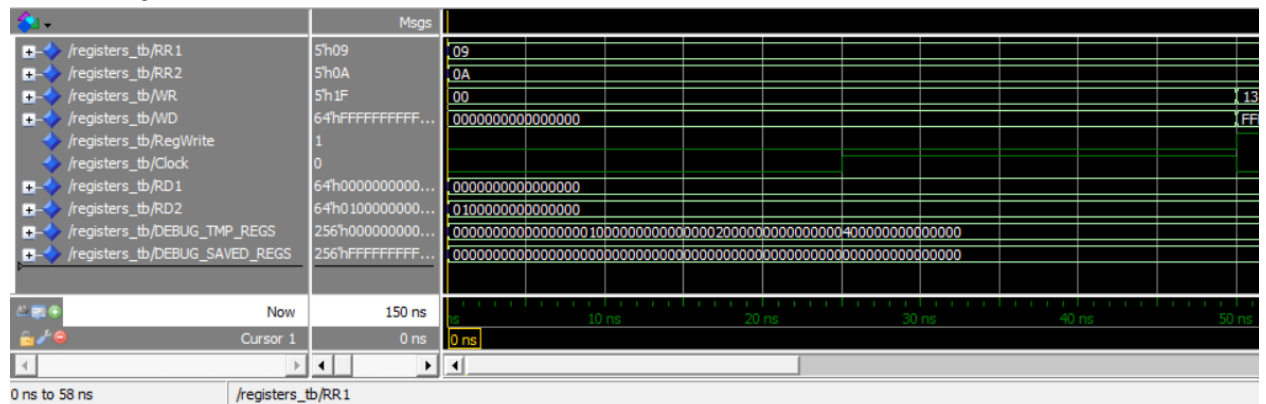 Msgs
/registers_tb/RR1 5'h09 09
/registers_tb/RR2 5'h0A 0A
/registers_tb/WR 5'h1F 00 13
/registers_tb/WD 64'hFFFFFFFFFF... 0000000000000000 FFF
/registers_tb/RegWrite 1
/registers_tb/Clock 0
/registers_tb/RD1 64'h0000000000... 0000000000000000
/registers_tb/RD2 64'h0100000000... 0100000000000000
/registers_tb/DEBUG_TMP_REGS 256'h000000000... 0000000000000000010000000000000002000000000000000400000000000000
/registers_tb/DEBUG_SAVED_REGS 256'hFFFFFFFFF... 0000000000000000000000000000000000000000000000000000000000000000
Now 150 ns ns 10 ns 20 ns 30 ns 40 ns 50 ns
Cursor 1 0 ns 0 ns
0 ns to 58 ns /registers_tb/RR1